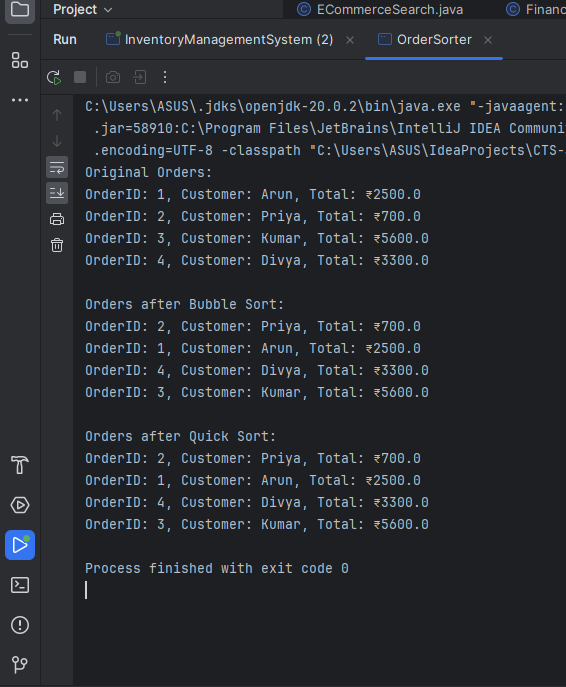 Project
ECommerceSearch.java
Financ
Run
InventoryManagementSystem (2)
OrderSorter
C:\Users\ASUS\.jdks\openjdk-20.0.2\bin\java.exe "-javaagent:
.jar=58910:C:\Program Files\JetBrains\IntelliJ IDEA Communi
.encoding=UTF-8 -classpath "C:\Users\ASUS\IdeaProjects\CTS-
Original Orders:
OrderID: 1, Customer: Arun, Total: ₹2500.0
OrderID: 2, Customer: Priya, Total: ₹700.0
OrderID: 3, Customer: Kumar, Total: ₹5600.0
OrderID: 4, Customer: Divya, Total: ₹3300.0
Orders after Bubble Sort:
OrderID: 2, Customer: Priya, Total: ₹700.0
OrderID: 1, Customer: Arun, Total: ₹2500.0
OrderID: 4, Customer: Divya, Total: ₹3300.0
OrderID: 3, Customer: Kumar, Total: ₹5600.0
Orders after Quick Sort:
OrderID: 2, Customer: Priya, Total: ₹700.0
OrderID: 1, Customer: Arun, Total: ₹2500.0
OrderID: 4, Customer: Divya, Total: ₹3300.0
OrderID: 3, Customer: Kumar, Total: ₹5600.0
Process finished with exit code 0